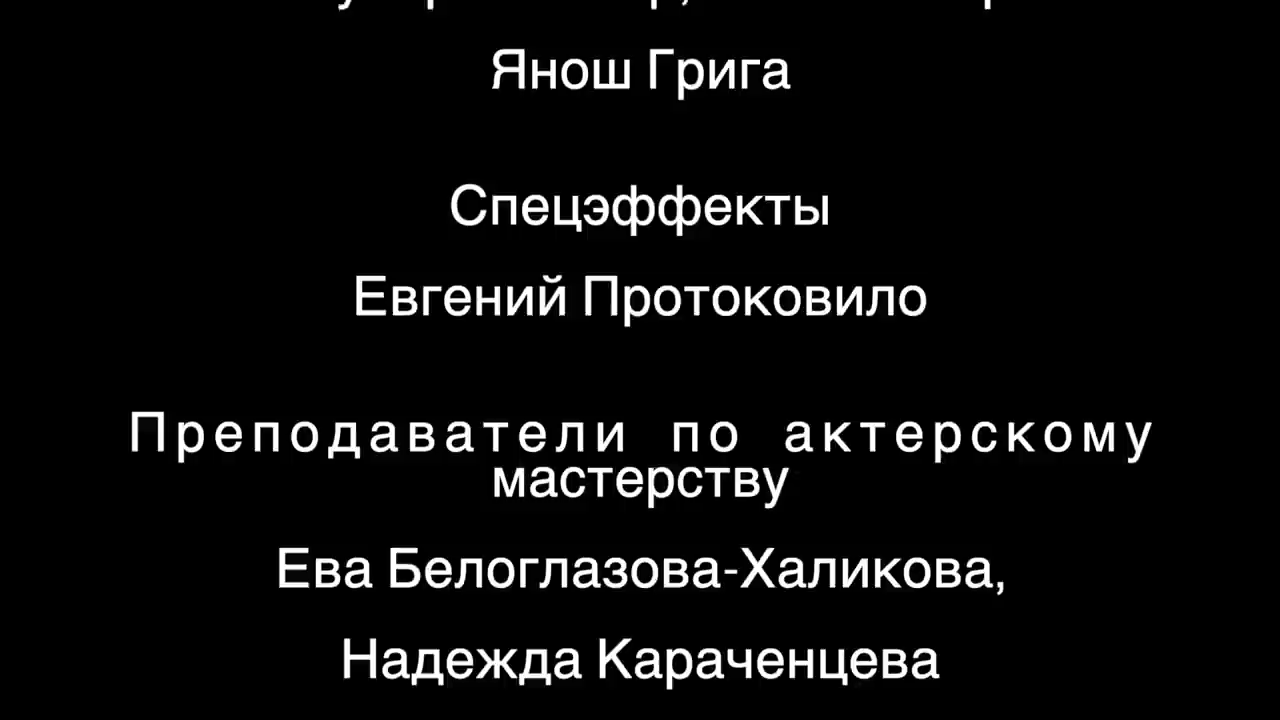 Янош Грига
Спецэффекты
Евгений Протоковило
Преподаватели по актерскому
мастерству
Ева Белоглазова-Халикова,
Надежда Караченцева